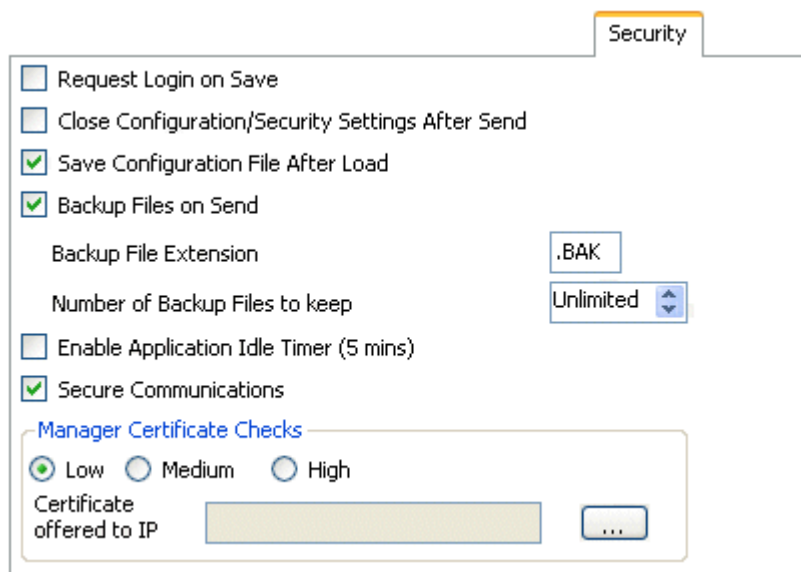 Security
Request Login on Save
Close Configuration/Security Settings After Send
Save Configuration File After Load
Backup Files on Send
Backup File Extension .BAK
Number of Backup Files to keep Unlimited
Enable Application Idle Timer (5 mins)
Secure Communications
Manager Certificate Checks
Low Medium High
Certificate
offered to IP ...